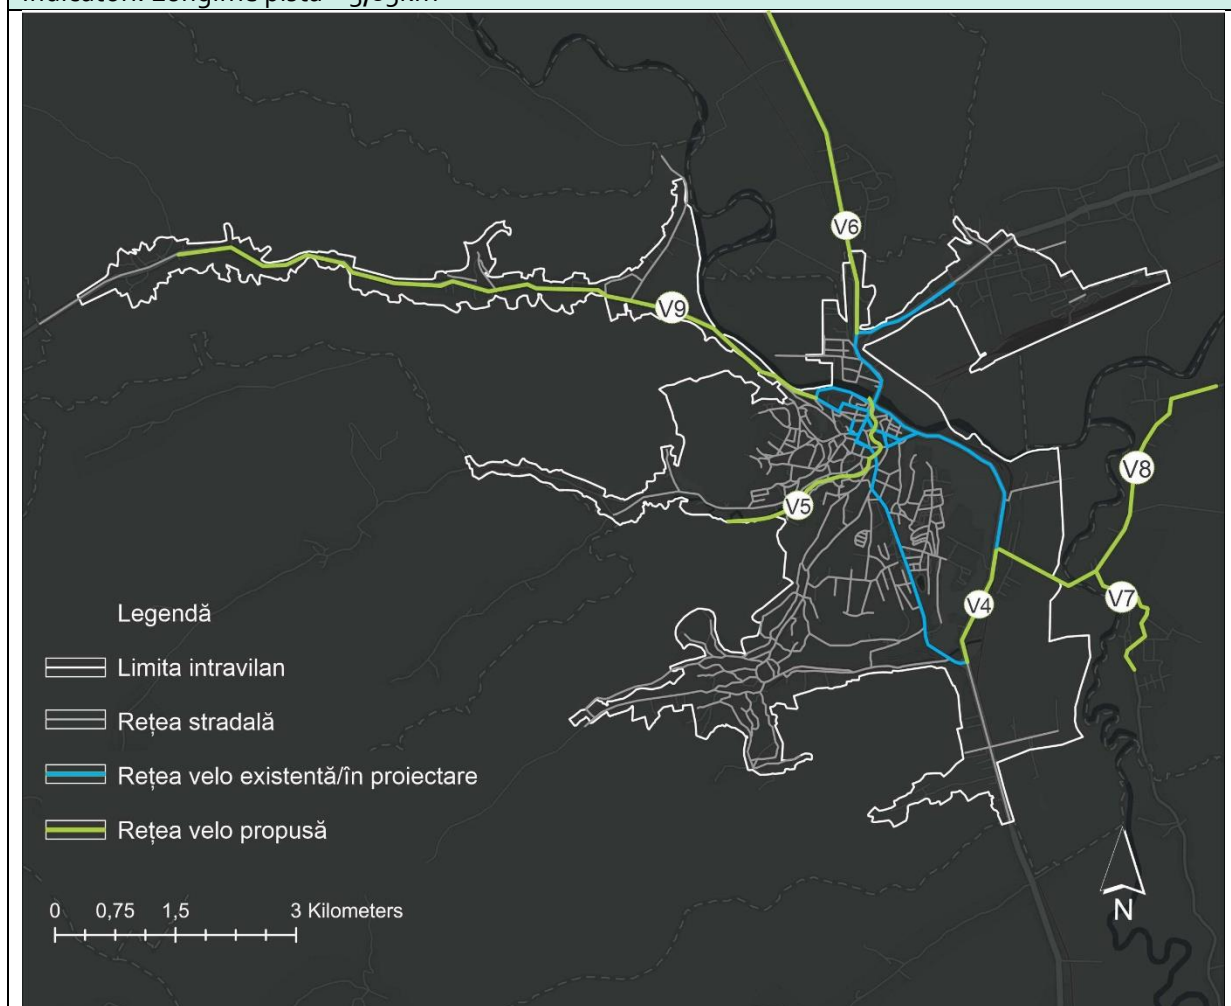 V6
V9
V8
V5
V4
V7
Legendă
Limita intravilan
Rețea stradală
Rețea velo existentă/în proiectare
Rețea velo propusă
0 0,75 1,5 3 Kilometers
N